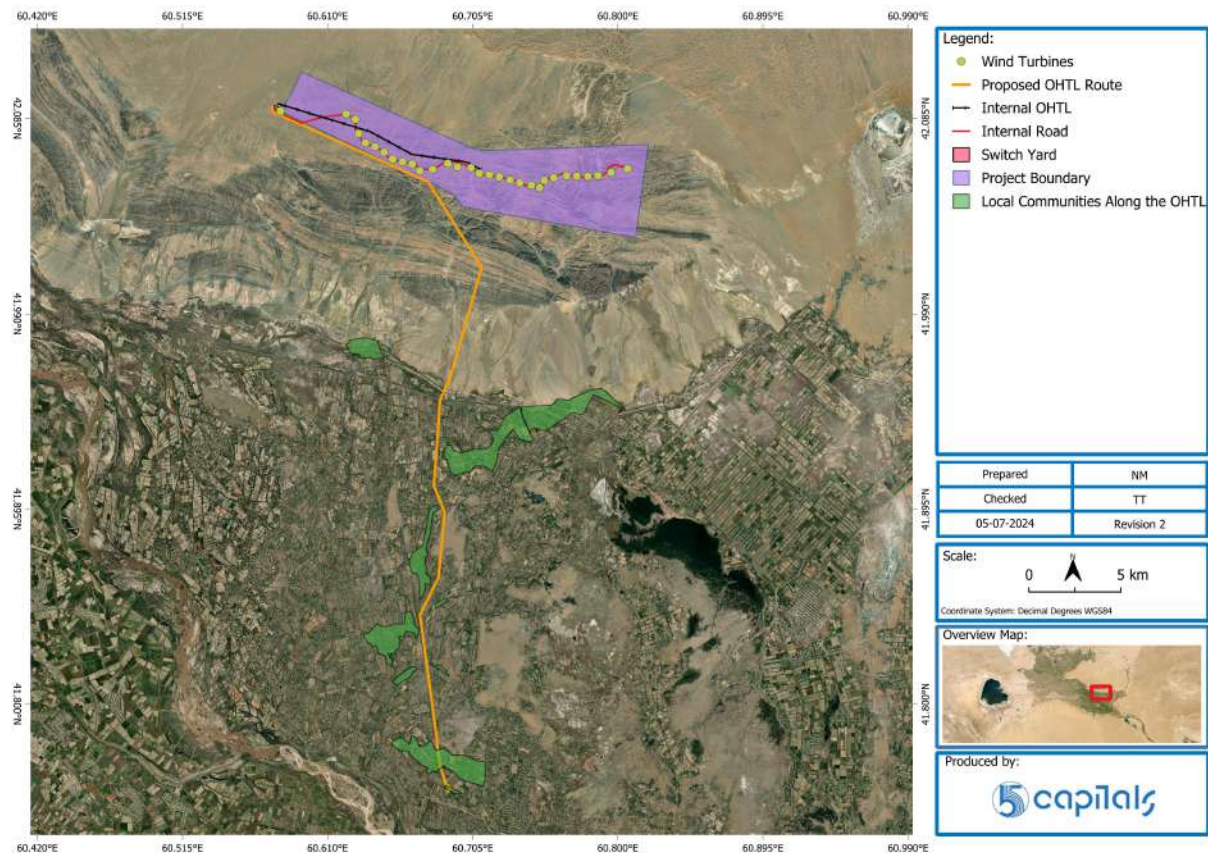 60.420°E 60.515°E 60.610°E 60.705°E 60.800°E 60.895°E 60.990°E
42.085°N
41.990°N
41.895°N
41.800°N
42.085°N
41.990°N
41.895°N
41.800°N
60.420°E 60.515°E 60.610°E 60.705°E 60.800°E 60.895°E 60.990°E
Legend:
Wind Turbines
Proposed OHTL Route
Internal OHTL
Internal Road
Switch Yard
Project Boundary
Local Communities Along the OHTL
Prepared NM
Checked TT
05-07-2024 Revision 2
Scale:
N
0 5 km
Coordinate System: Decimal Degrees WGS84
Overview Map:
Produced by:
5 capitals